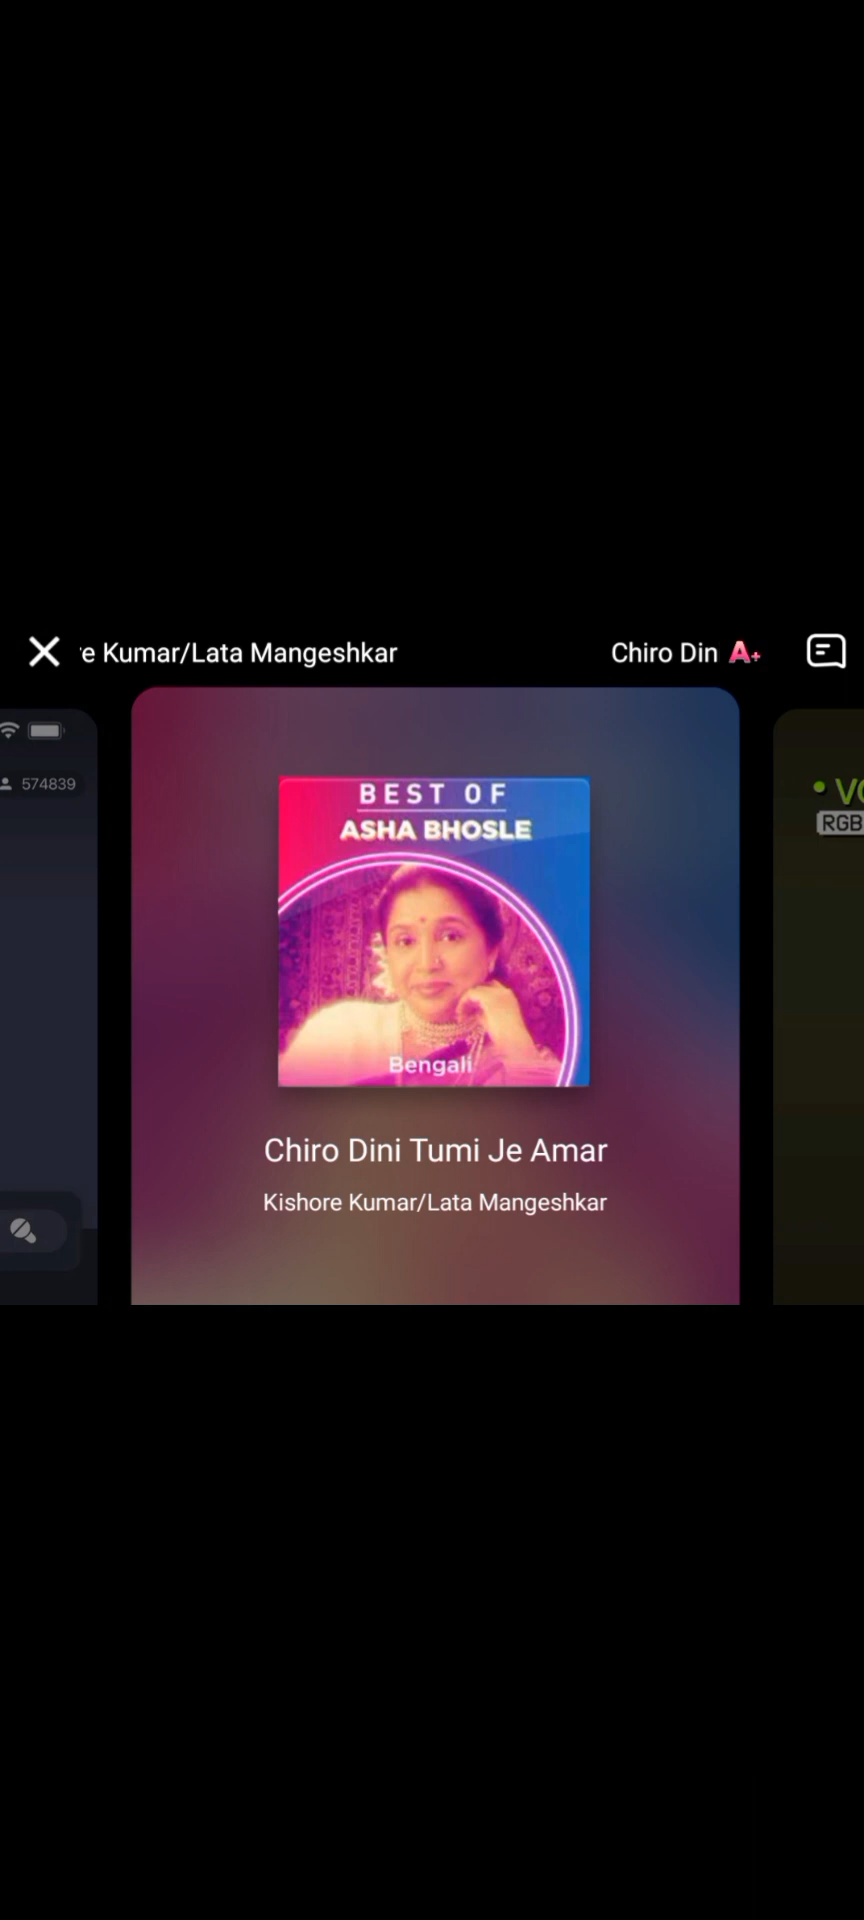 e Kumar/Lata Mangeshkar Chiro Din A+
574839
BEST OF
ASHA BHOSLE
Bengali
RGB
Chiro Dini Tumi Je Amar
Kishore Kumar/Lata Mangeshkar